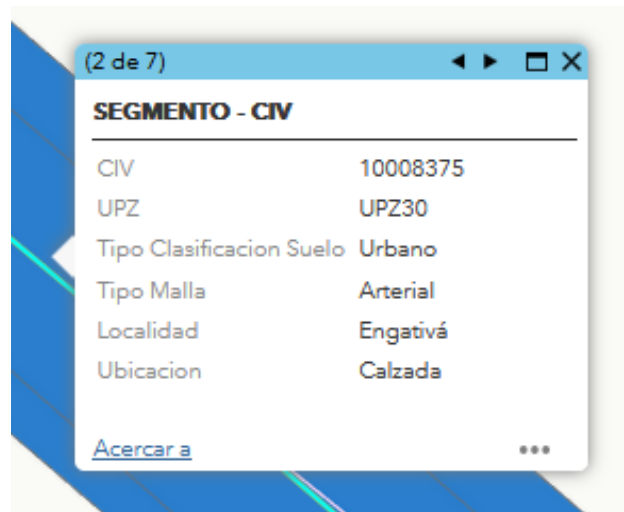 (2 de 7)
SEGMENTO - CIV
CIV 10008375
UPZ UPZ30
Tipo Clasificacion Suelo Urbano
Tipo Malla Arterial
Localidad Engativá
Ubicacion Calzada
Acercar a